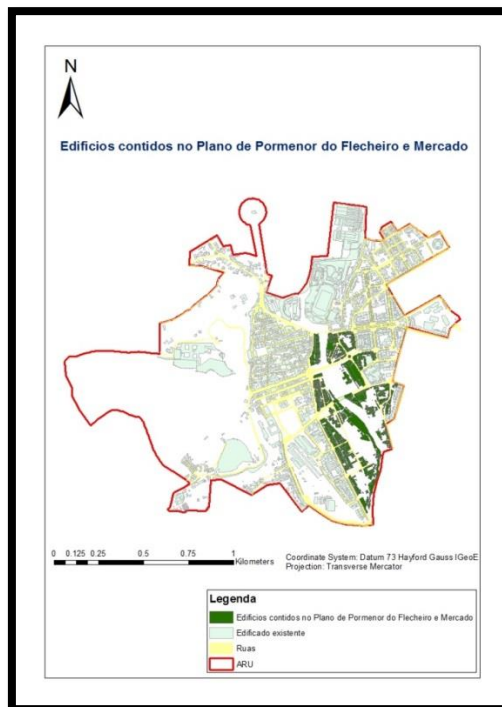 N
Edificios contidos no Plano de Pormenor do Flecheiro e Mercado
0 0.125 0.25 0.5 0.75 1
Kilometers
Coordinate System: Datum 73 Hayford Gauss IGeoE
Projection: Transverse Mercator
Legenda
Edificios contidos no Plano de Pormenor do Flecheiro e Mercado
Edificado existente
Ruas
ARU